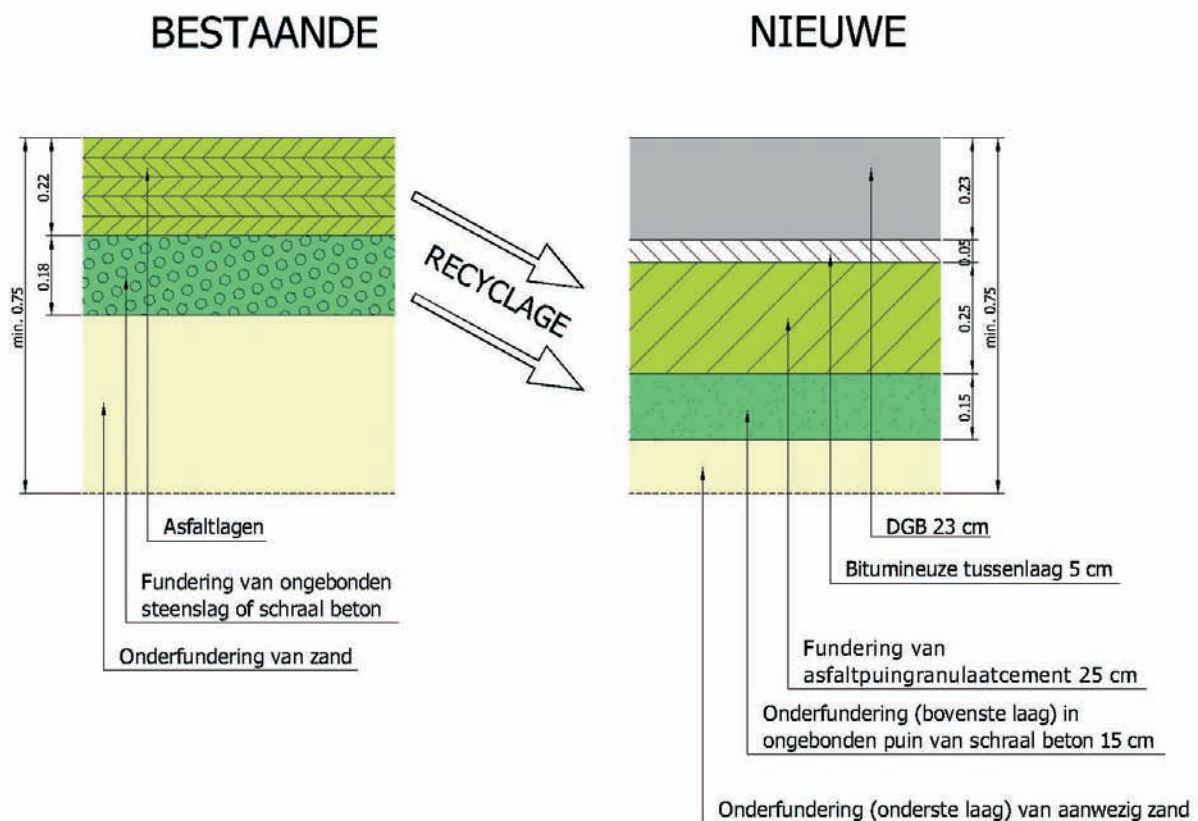 BESTAANDE
NIEUWE
min. 0.75
0.22
0.18
RECYCLAGE
0.23
0.05
0.25
0.15
min. 0.75
Asfaltlagen
Fundering van ongebonden
steenslag of schraal beton
Onderfundering van zand
DGB 23 cm
Bitumineuze tussenlaag 5 cm
Fundering van
asfaltpuingranulaatcement 25 cm
Onderfundering (bovenste laag) in
ongebonden puin van schraal beton 15 cm
Onderfundering (onderste laag) van aanwezig zand